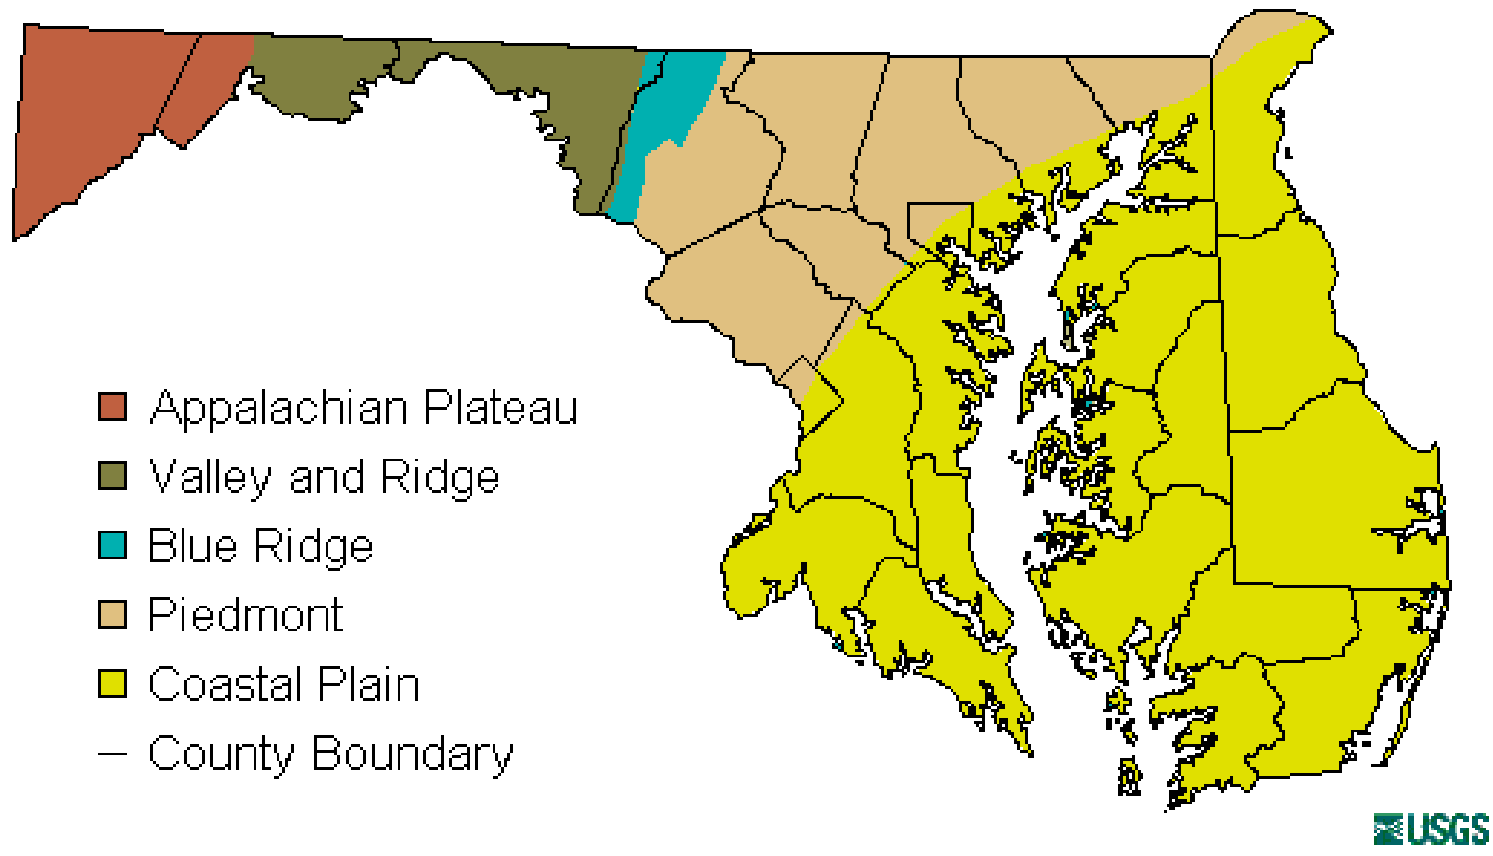 Appalachian Plateau
Valley and Ridge
Blue Ridge
Piedmont
Coastal Plain
County Boundary
USGS